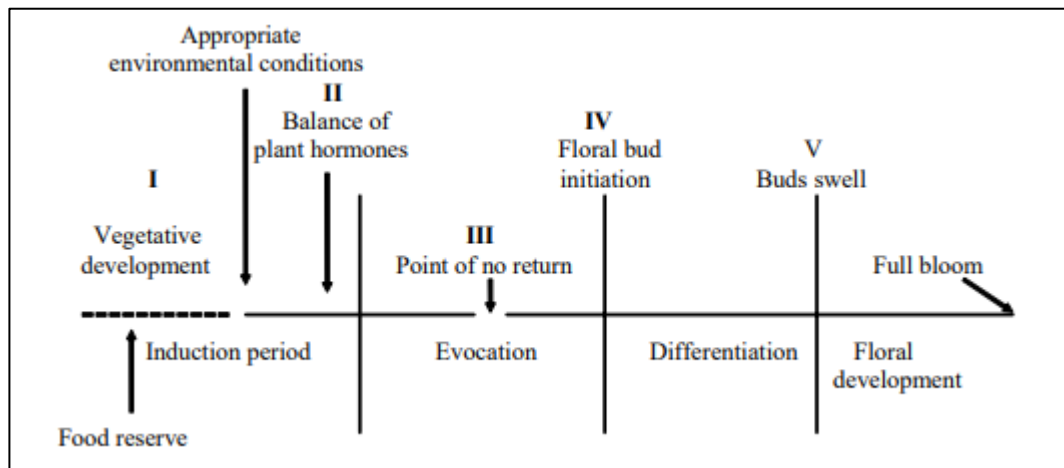 Appropriate
environmental conditions
II
Balance of
plant hormones
IV
Floral bud
initiation
V
Buds swell
I
Vegetative
development
III
Point of no return
Full bloom
Induction period
Evocation
Differentiation
Floral
development
Food reserve